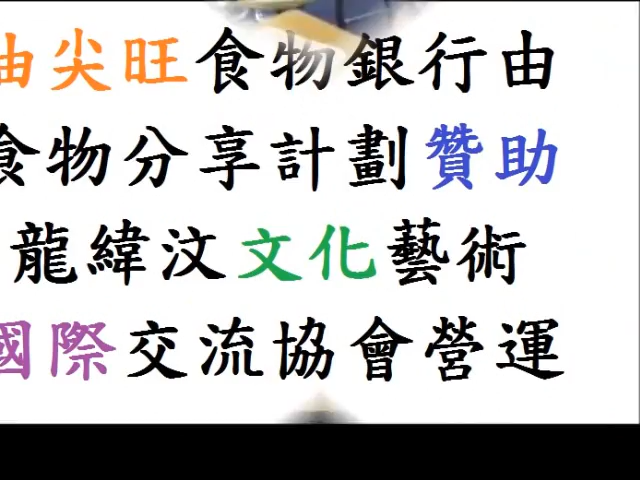 油尖旺食物銀行由
食物分享計劃贊助
龍緯汶文化藝術
國際交流協會營運